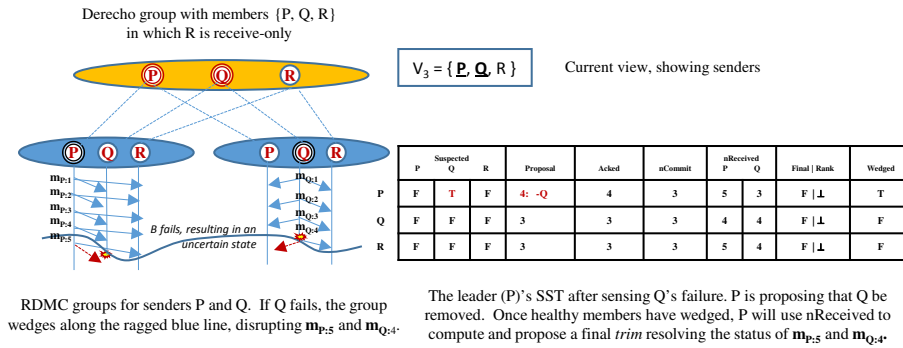 Derecho group with members {P, Q, R}
in which R is receive-only
P Q R
V3 = { P, Q, R }
Current view, showing senders
P Q R
P Q R
mP:1
mP:2
mP:3
mP:4
mP:5
mQ:1
mQ:2
mQ:3
mQ:4
B fails, resulting in an
uncertain state
Suspected Proposal Acked nCommit nReceived Final | Rank Wedged
P Q R P Q
P F T F 4: -Q 4 3 5 3 F | ⊥ T
Q F F F 3 3 3 4 4 F | ⊥ F
R F F F 3 3 3 5 4 F | ⊥ F
RDMC groups for senders P and Q. If Q fails, the group
wedges along the ragged blue line, disrupting mP:5 and mQ:4.
The leader (P)'s SST after sensing Q's failure. P is proposing that Q be
removed. Once healthy members have wedged, P will use nReceived to
compute and propose a final trim resolving the status of mP:5 and mQ:4.